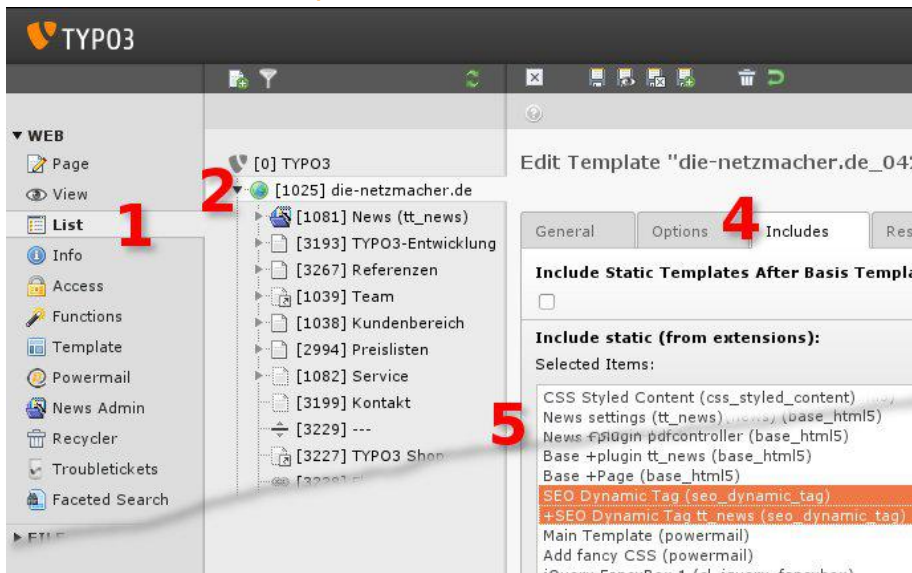 TYPO3
WEB
Page
View
List
Info
Access
Functions
Template
Powermail
News Admin
Recycler
Troubletickets
Faceted Search
1
2
[0] TYPO3
[1025] die-netzmacher.de
[1081] News (tt_news)
[3193] TYPO3-Entwicklung
[3267] Referenzen
[1039] Team
[1038] Kundenbereich
[2994] Preislisten
[1082] Service
[3199] Kontakt
[3229] ---
[3227] TYPO3 Shop
Edit Template "die-netzmacher.de_04
4
General Options Includes Res
Include Static Templates After Basis Templa
Include static (from extensions):
Selected Items:
5
CSS Styled Content (css_styled_content)
News settings (tt_news) (base_html5)
News +plugin pdfcontroller (base_html5)
Base +plugin tt_news (base_html5)
Base +Page (base_html5)
SEO Dynamic Tag (seo_dynamic_tag)
+SEO Dynamic Tag tt_news (seo_dynamic_tag)
Main Template (powermail)
Add fancy CSS (powermail)